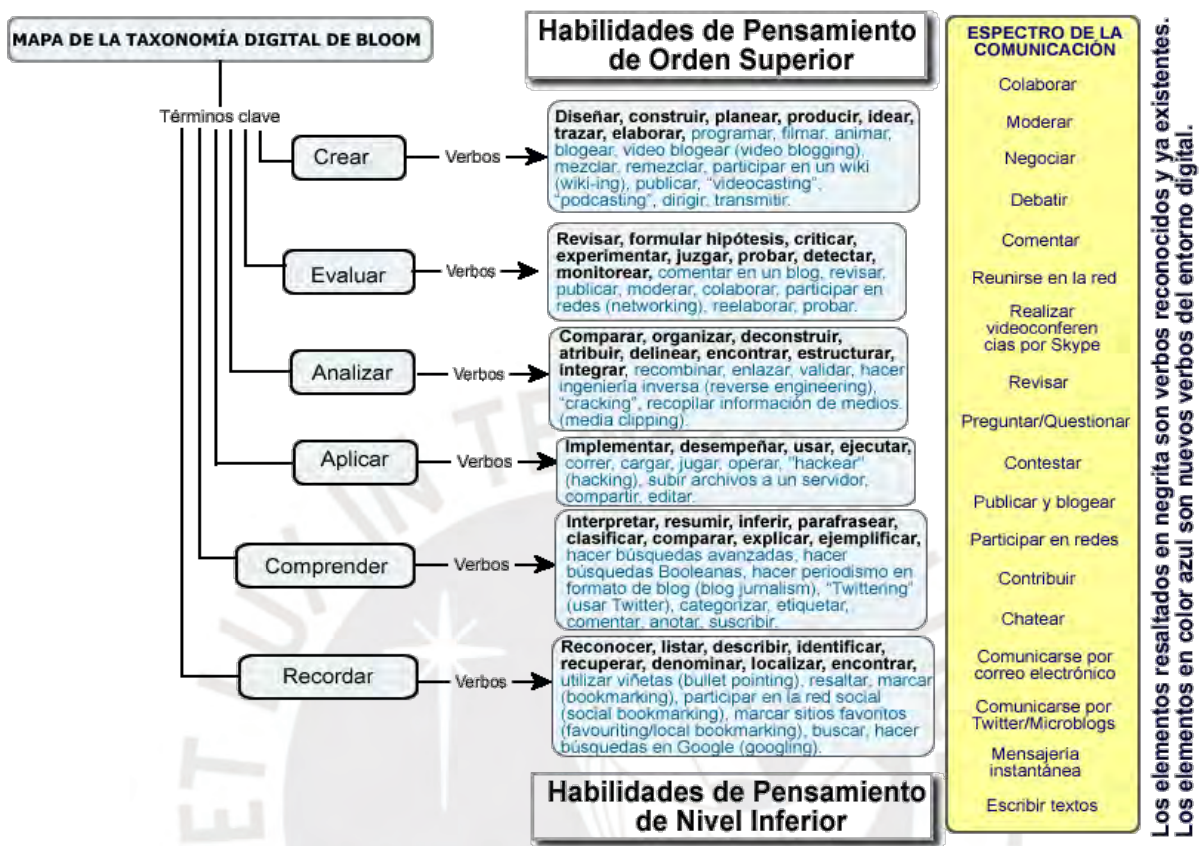 MAPA DE LA TAXONOMÍA DIGITAL DE BLOOM
Habilidades de Pensamiento
de Orden Superior
Términos clave
Crear
Verbos
Diseñar, construir, planear, producir, idear,
trazar, elaborar, programar, filmar, animar,
blogear, video blogear (video blogging),
mezclar, remezclar, participar en un wiki
(wiki-ing), publicar, “videocasting”,
“podcasting”, dirigir, transmitir.
Evaluar
Verbos
Revisar, formular hipótesis, criticar,
experimentar, juzgar, probar, detectar,
monitorear, comentar en un blog, revisar,
publicar, moderar, colaborar, participar en
redes (networking), reelaborar, probar.
Analizar
Verbos
Comparar, organizar, deconstruir,
atribuir, delinear, encontrar, estructurar,
integrar, recombinar, enlazar, validar, hacer
ingeniería inversa (reverse engineering),
“cracking”, recopilar información de medios.
(media clipping).
Aplicar
Verbos
Implementar, desempeñar, usar, ejecutar,
correr, cargar, jugar, operar, "hackear"
(hacking), subir archivos a un servidor,
compartir, editar.
Comprender
Verbos
Interpretar, resumir, inferir, parafrasear,
clasificar, comparar, explicar, ejemplificar,
hacer búsquedas avanzadas, hacer
búsquedas Booleanas, hacer periodismo en
formato de blog (blog jurnalism), “Twittering”
(usar Twitter), categorizar, etiquetar,
comentar, anotar, suscribir.
Recordar
Verbos
Reconocer, listar, describir, identificar,
recuperar, denominar, localizar, encontrar,
utilizar viñetas (bullet pointing), resaltar, marcar
(bookmarking), participar en la red social
(social bookmarking), marcar sitios favoritos
(favouriting/local bookmarking), buscar, hacer
búsquedas en Google (googling).
Habilidades de Pensamiento
de Nivel Inferior
ESPECTRO DE LA
COMUNICACIÓN
Colaborar
Moderar
Negociar
Debatir
Comentar
Reunirse en la red
Realizar
videoconferen
cias por Skype
Revisar
Preguntar/Questionar
Contestar
Publicar y blogear
Participar en redes
Contribuir
Chatear
Comunicarse por
correo electrónico
Comunicarse por
Twitter/Microblogs
Mensajería
instantánea
Escribir textos
Los elementos resaltados en negrita son verbos reconocidos y ya existentes.
Los elementos en color azul son nuevos verbos del entorno digital.